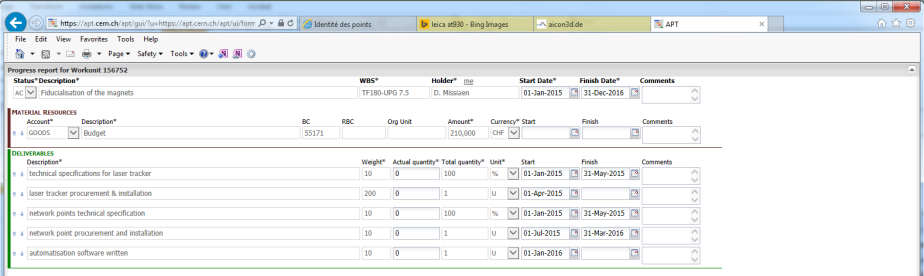 https://apt.cern.ch/apt/gui/?u=https://apt.cern.ch/apt/ui/form
Identité des points
leica at930 - Bing Images
aicon3d.de
APT
File Edit View Favorites Tools Help
Page Safety Tools
Progress report for Workunit 156752
Status* Description* WBS* Holder* me Start Date* Finish Date* Comments
AC Fiducialisation of the magnets TF180-UPG 7.5 D. Missiaen 01-Jan-2015 31-Dec-2016
MATERIAL RESOURCES
Account* Description* BC RBC Org Unit Amount* Currency* Start Finish Comments
GOODS Budget 55171 210,000 CHF
DELIVERABLES
Description* Weight* Actual quantity* Total quantity* Unit* Start Finish Comments
technical specifications for laser tracker 10 0 100 % 01-Jan-2015 31-May-2015
laser tracker procurement & installation 200 0 1 U 01-Apr-2015
network points technical specification 10 0 100 % 01-Jan-2015 31-May-2015
network point procurement and installation 10 0 1 U 01-Jul-2015 31-Mar-2016
automatisation software written 10 0 1 U 01-Jan-2016